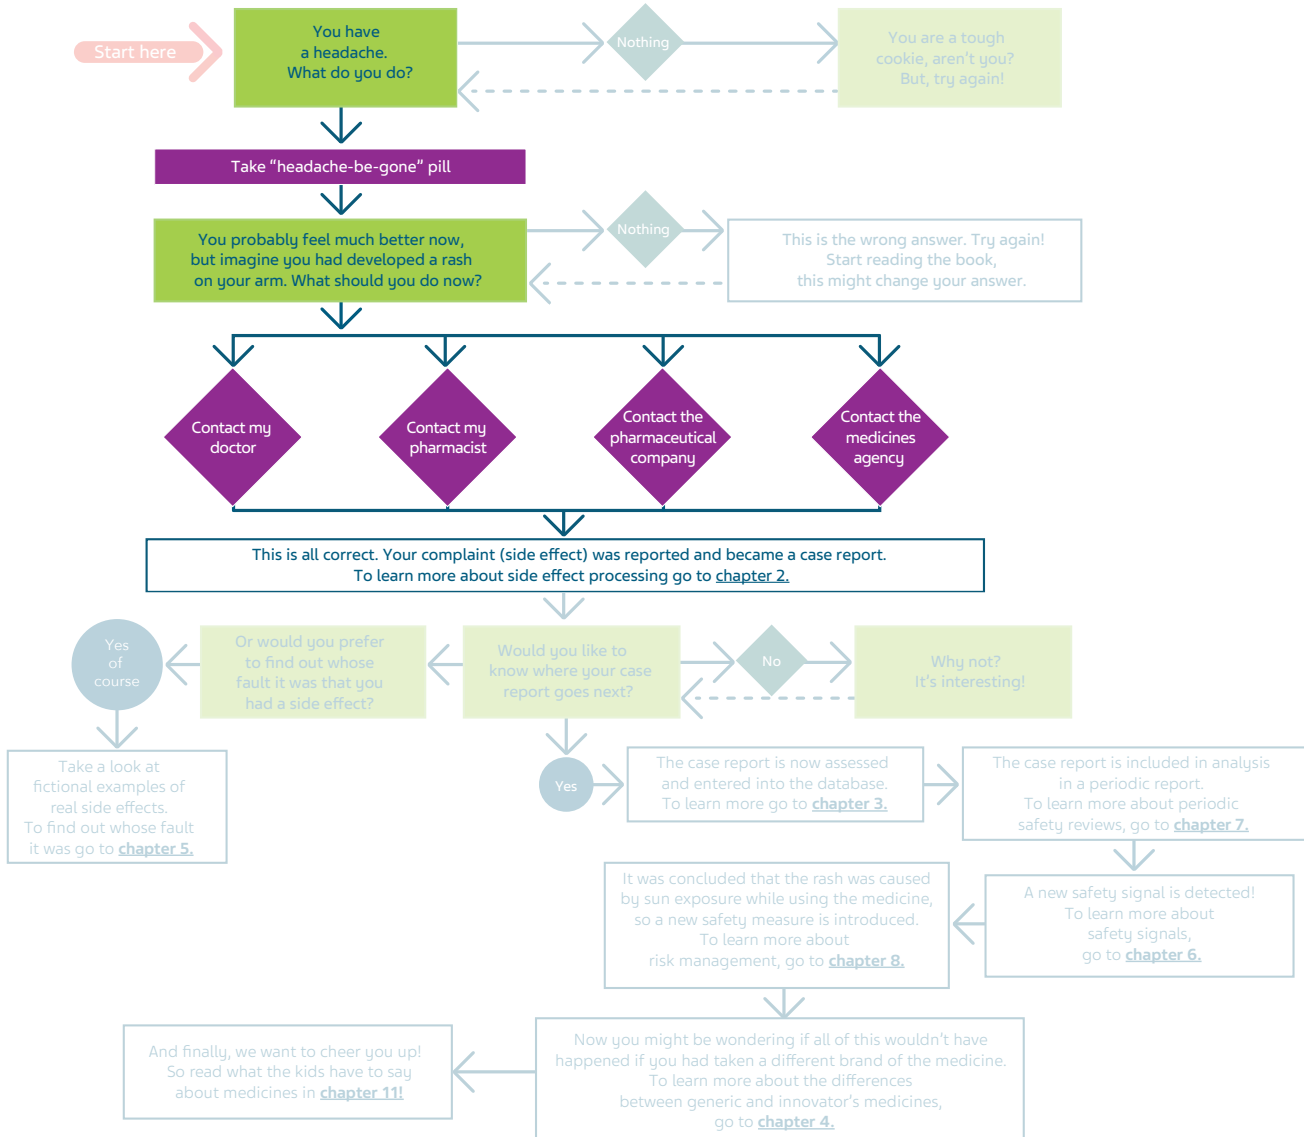 Start here
You have
a headache.
What do you do?
Nothing
You are a tough
cookie, aren't you?
But, try again!
Take “headache-be-gone” pill
You probably feel much better now,
but imagine you had developed a rash
on your arm. What should you do now?
Nothing
This is the wrong answer. Try again!
Start reading the book,
this might change your answer.
Contact my
doctor
Contact my
pharmacist
Contact the
pharmaceutical
company
Contact the
medicines
agency
This is all correct. Your complaint (side effect) was reported and became a case report.
To learn more about side effect processing go to chapter 2.
Yes
of
course
Or would you prefer
to find out whose
fault it was that you
had a side effect?
Would you like to
know where your case
report goes next?
No
Why not?
It's interesting!
Take a look at
fictional examples of
real side effects.
To find out whose fault
it was go to chapter 5.
Yes
The case report is now assessed
and entered into the database.
To learn more go to chapter 3.
The case report is included in analysis
in a periodic report.
To learn more about periodic
safety reviews, go to chapter 7.
It was concluded that the rash was caused
by sun exposure while using the medicine,
so a new safety measure is introduced.
To learn more about
risk management, go to chapter 8.
A new safety signal is detected!
To learn more about
safety signals,
go to chapter 6.
And finally, we want to cheer you up!
So read what the kids have to say
about medicines in chapter 11!
Now you might be wondering if all of this wouldn't have
happened if you had taken a different brand of the medicine.
To learn more about the differences
between generic and innovator's medicines,
go to chapter 4.